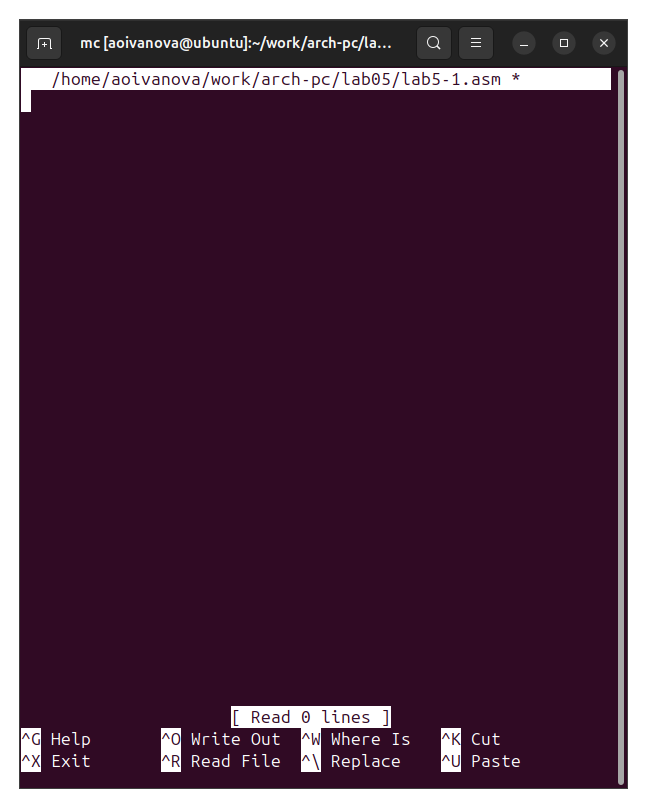 mc [aoivanova@ubuntu]:~/work/arch-pc/la...
/home/aoivanova/work/arch-pc/lab05/lab5-1.asm *
[ Read 0 lines ]
^G Help ^O Write Out ^W Where Is ^K Cut
^X Exit ^R Read File ^\ Replace ^U Paste